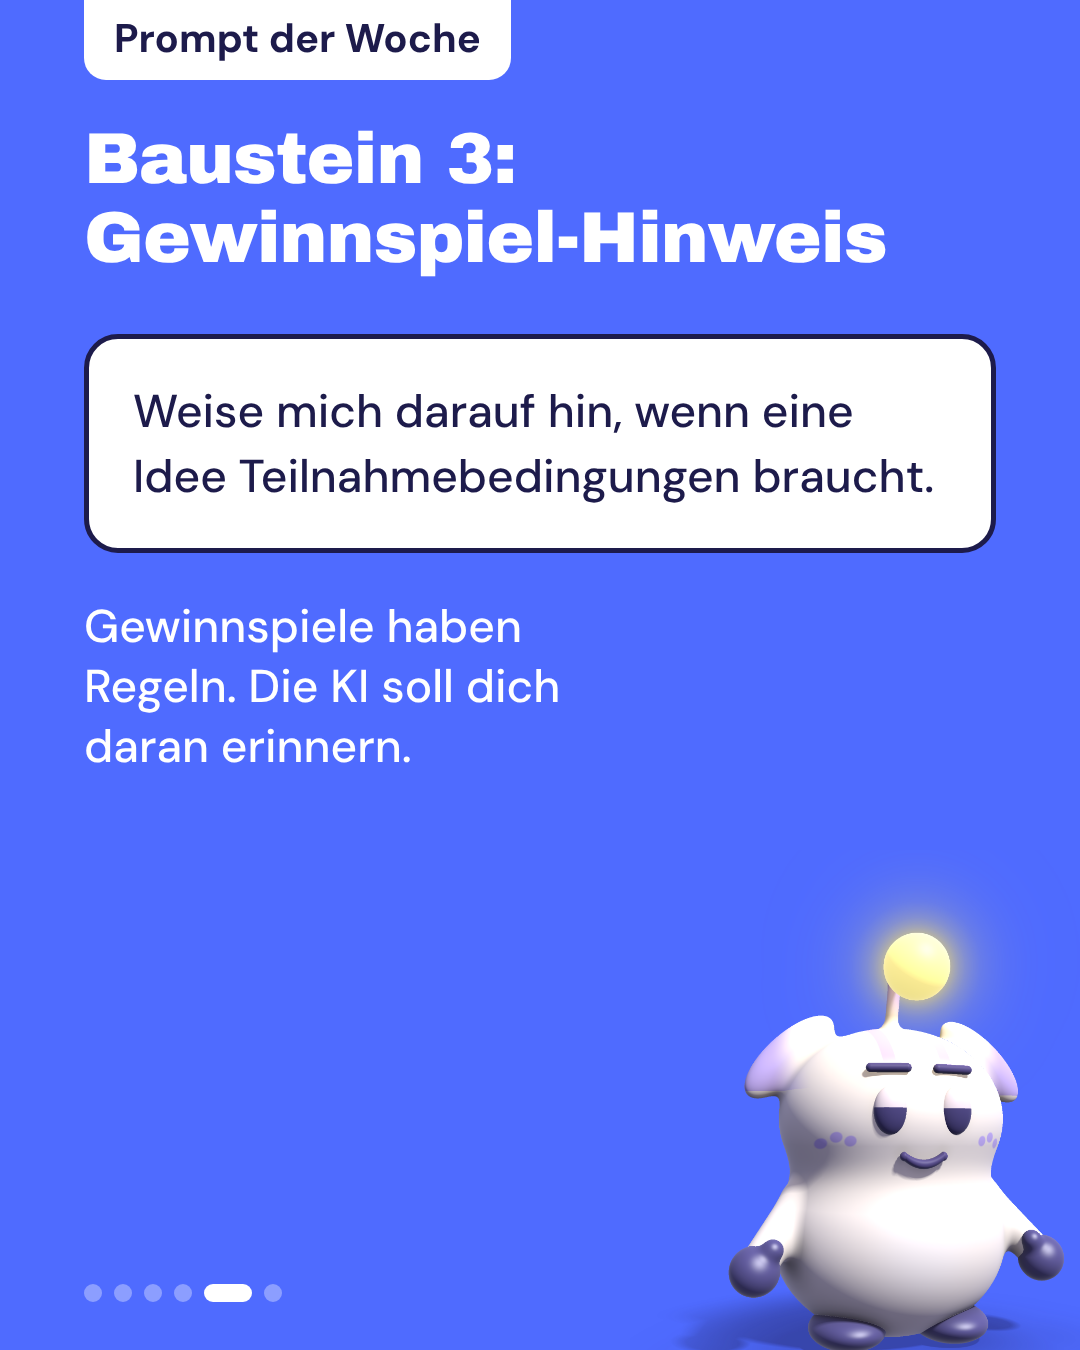 Prompt der Woche
Baustein 3:
Gewinnspiel-Hinweis
Weise mich darauf hin, wenn eine
Idee Teilnahmebedingungen braucht.
Gewinnspiele haben
Regeln. Die KI soll dich
daran erinnern.